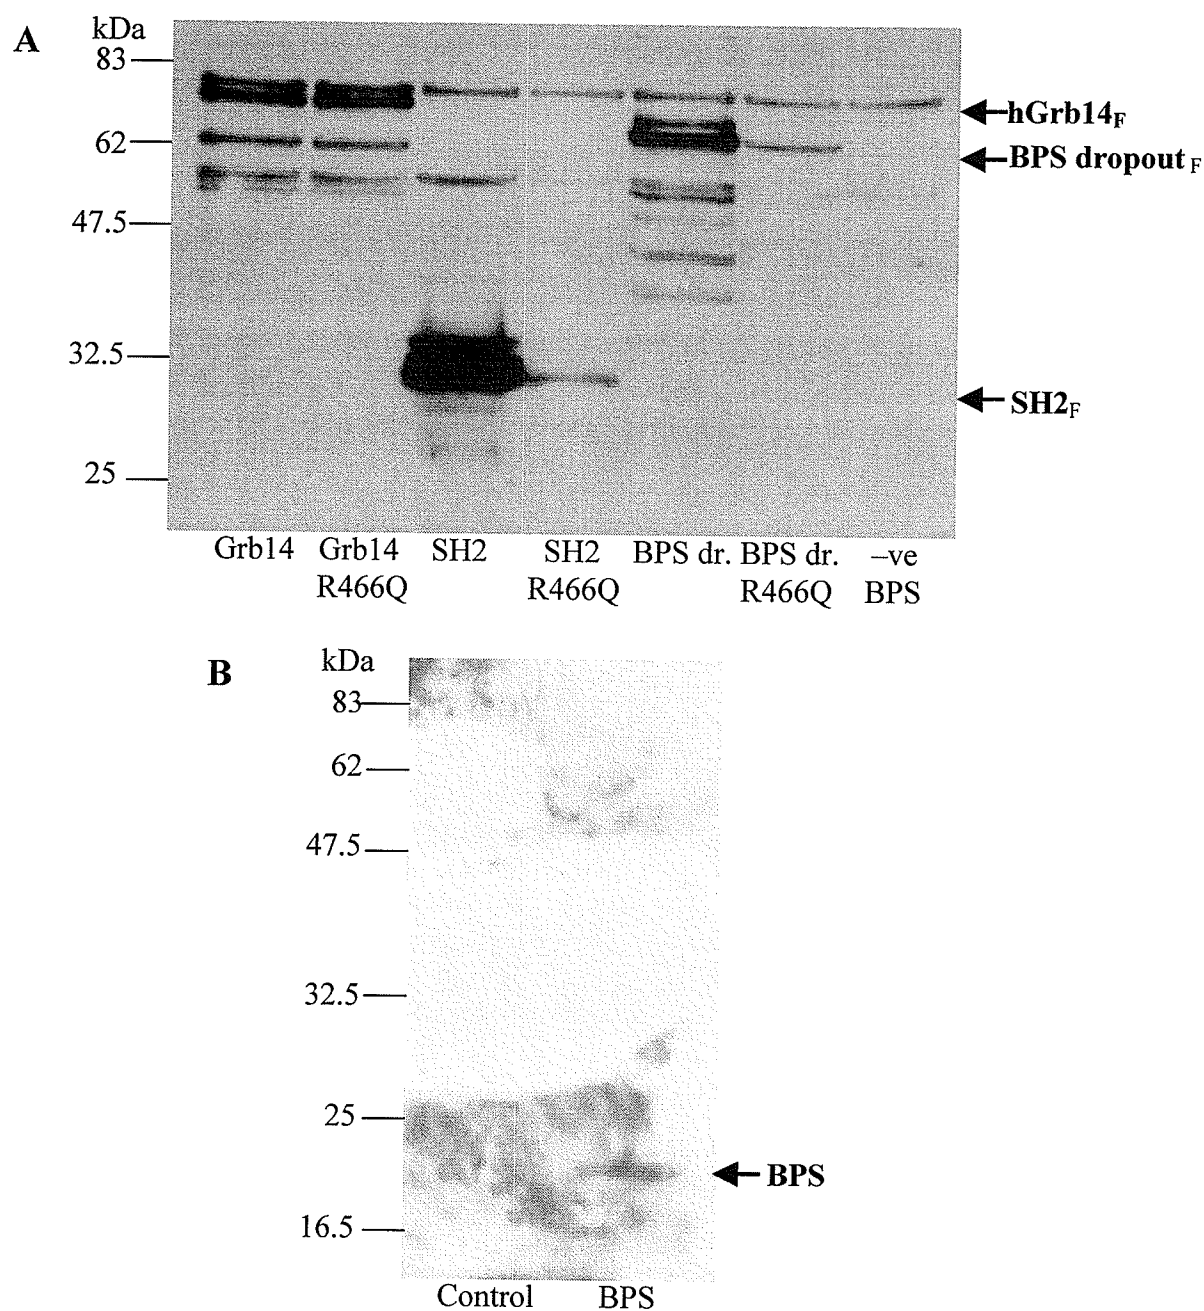 A
kDa
83
62
47.5
32.5
25
hGrb14F
BPS dropout F
SH2F
Grb14 Grb14 SH2 SH2 BPS dr. BPS dr. –ve
R466Q R466Q R466Q BPS
B
kDa
83
62
47.5
32.5
25
16.5
BPS
Control BPS